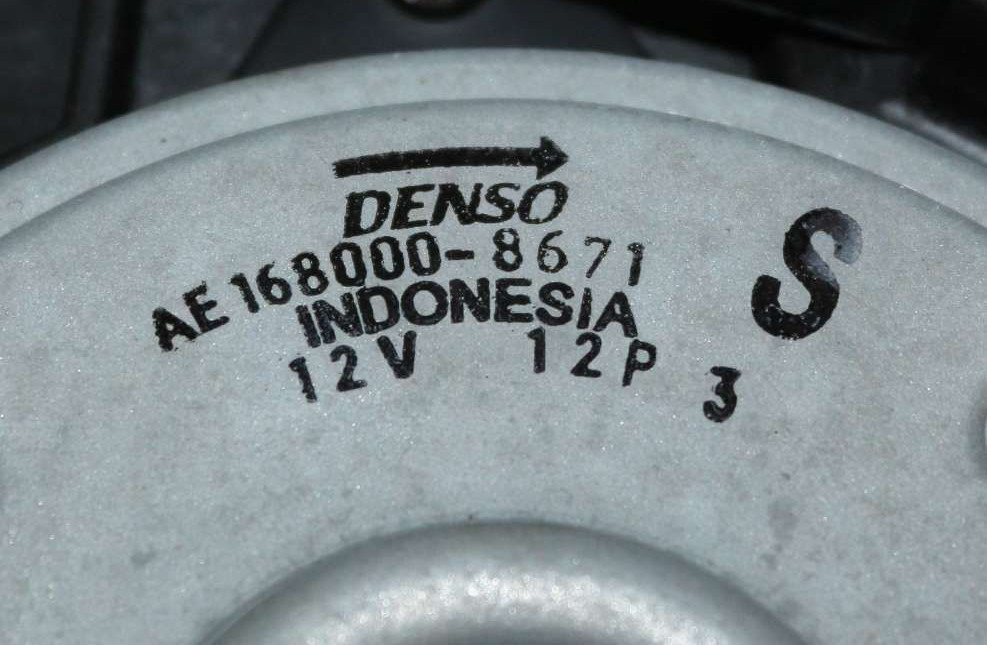 DENSO
AE168000-8671
INDONESIA
12V 12P 3
S